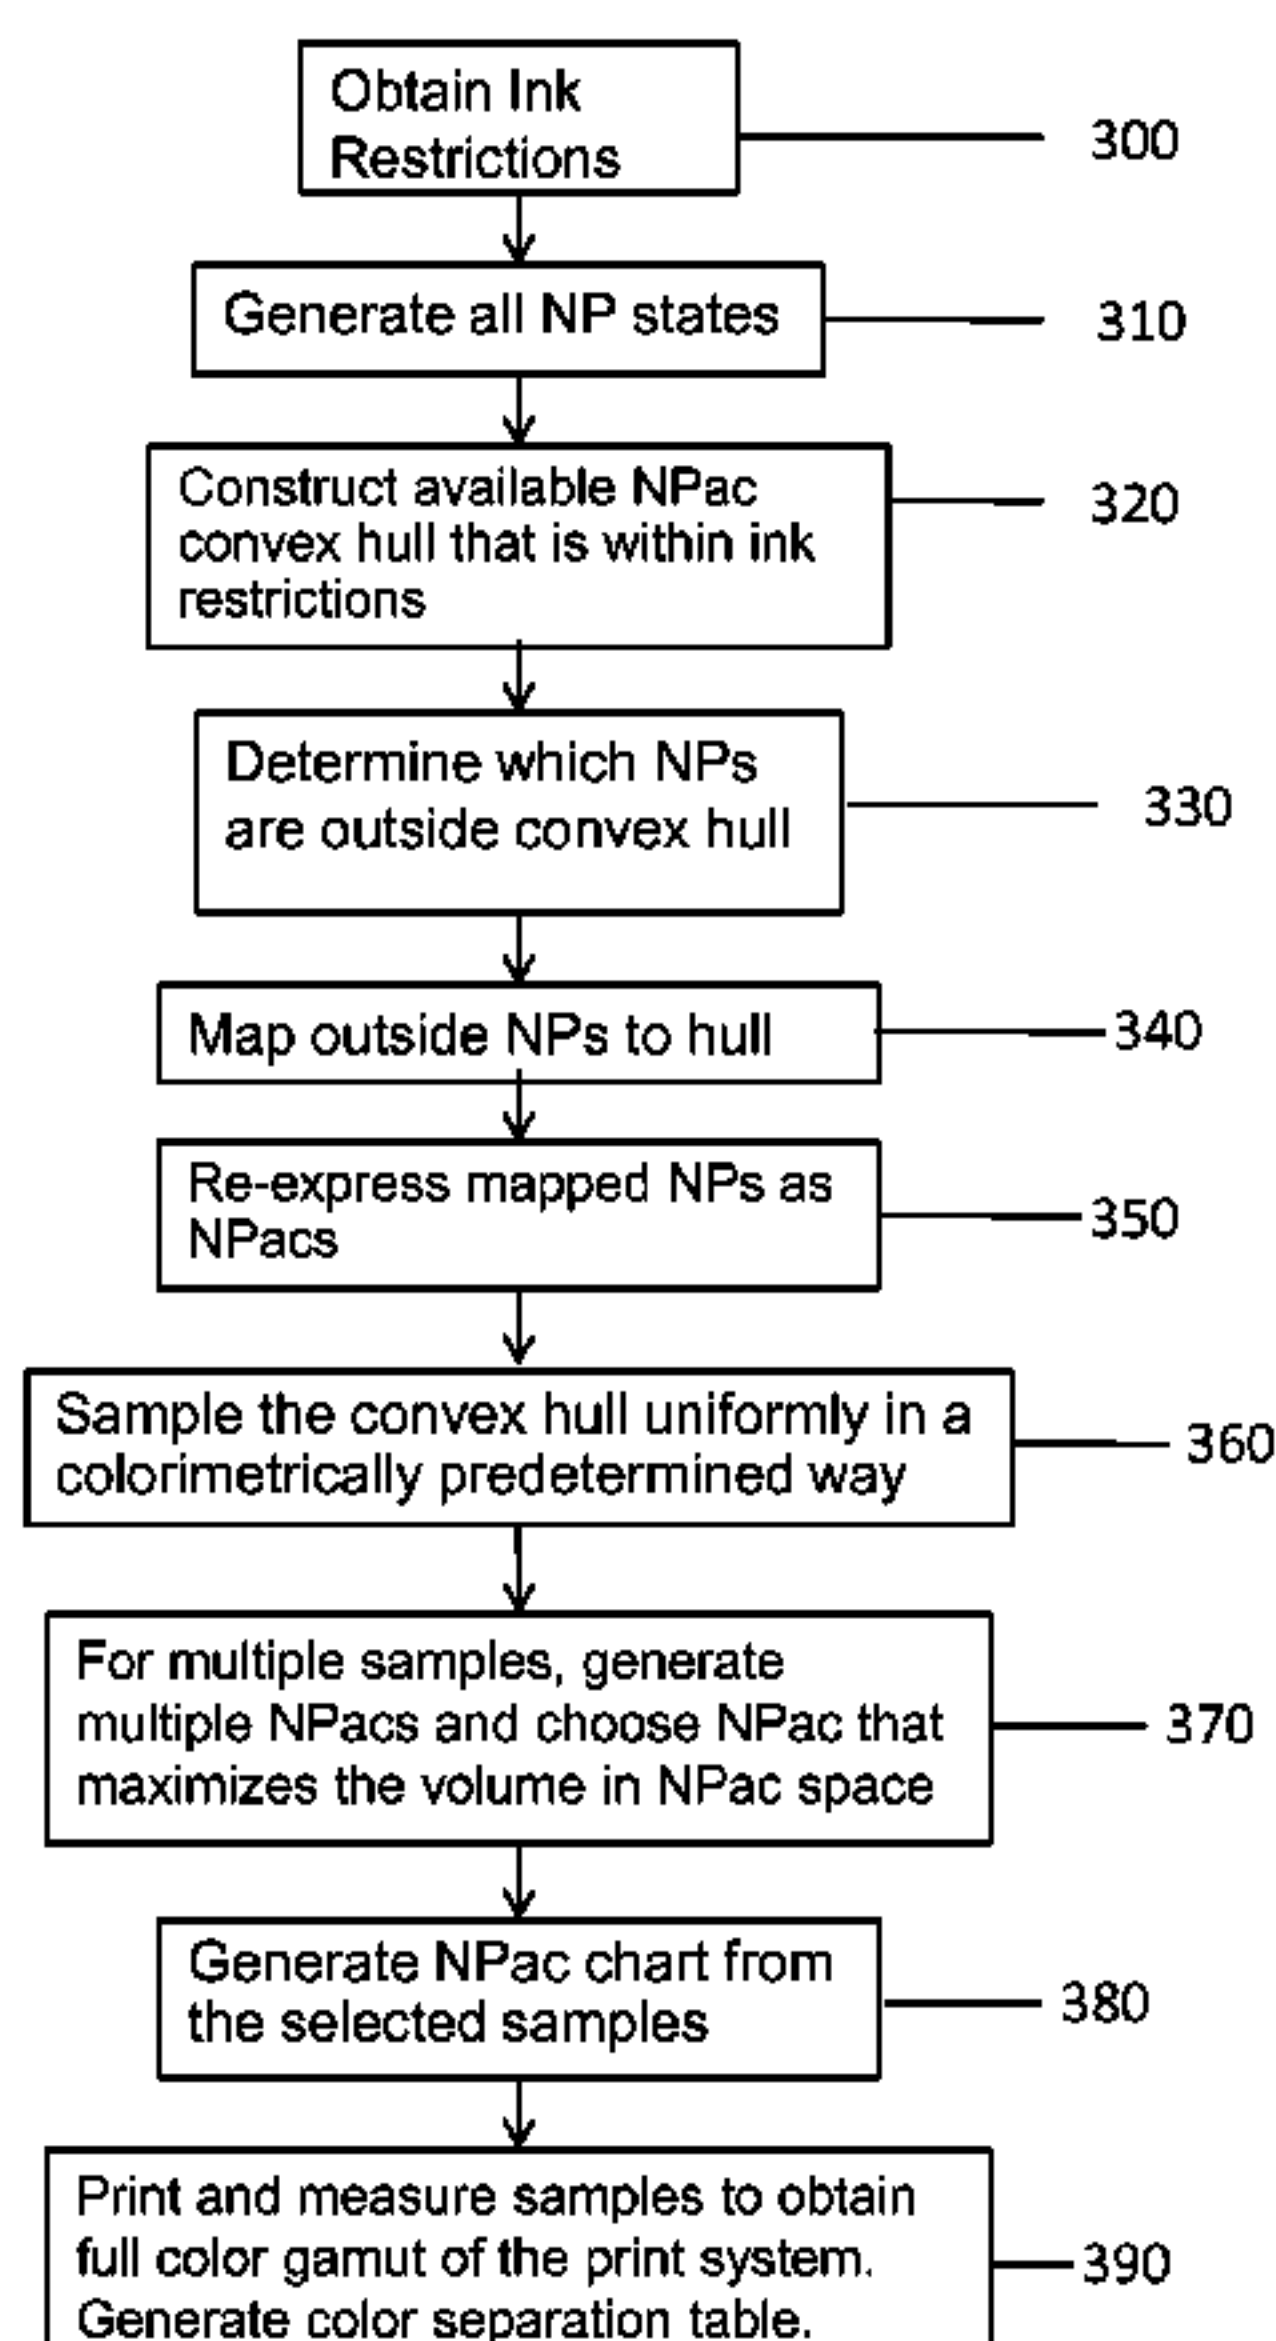 Obtain Ink
Restrictions
300
Generate all NP states
310
Construct available NPac
convex hull that is within ink
restrictions
320
Determine which NPs
are outside convex hull
330
Map outside NPs to hull
340
Re-express mapped NPs as
NPacs
350
Sample the convex hull uniformly in a
colorimetrically predetermined way
360
For multiple samples, generate
multiple NPacs and choose NPac that
maximizes the volume in NPac space
370
Generate NPac chart from
the selected samples
380
Print and measure samples to obtain
full color gamut of the print system.
Generate color separation table.
390